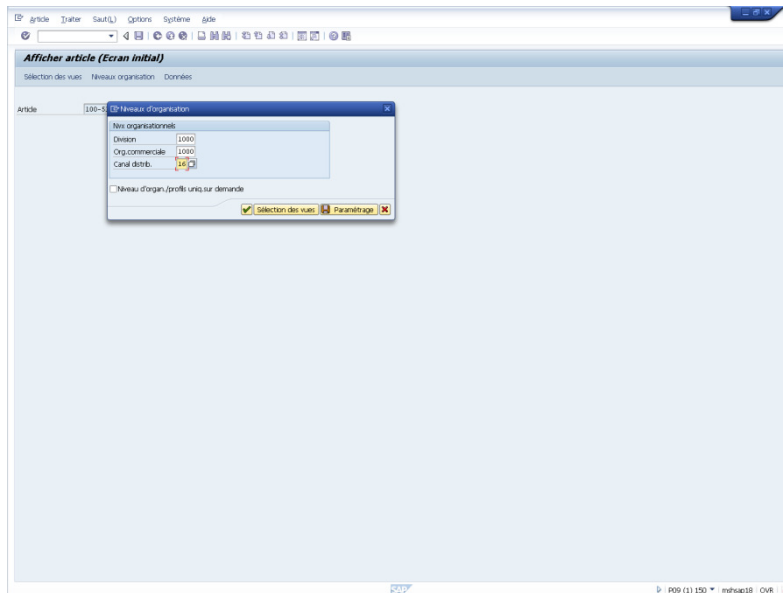 Article Traiter Saut(L) Options Système Aide
Afficher article (Ecran initial)
Sélection des vues Niveaux organisation Données
Article 100-5
Niveaux d'organisation
Nvx organisationnels
Division 1000
Org.commerciale 1000
Canal distrib. 16
Niveau d'organ./profils uniq.sur demande
Sélection des vues Paramétrage
SAP P09 (1) 150 mshsap18 OVR